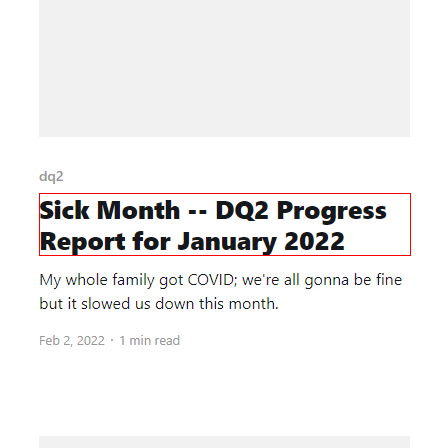 dq2
Sick Month -- DQ2 Progress
Report for January 2022
My whole family got COVID; we're all gonna be fine
but it slowed us down this month.
Feb 2, 2022 · 1 min read